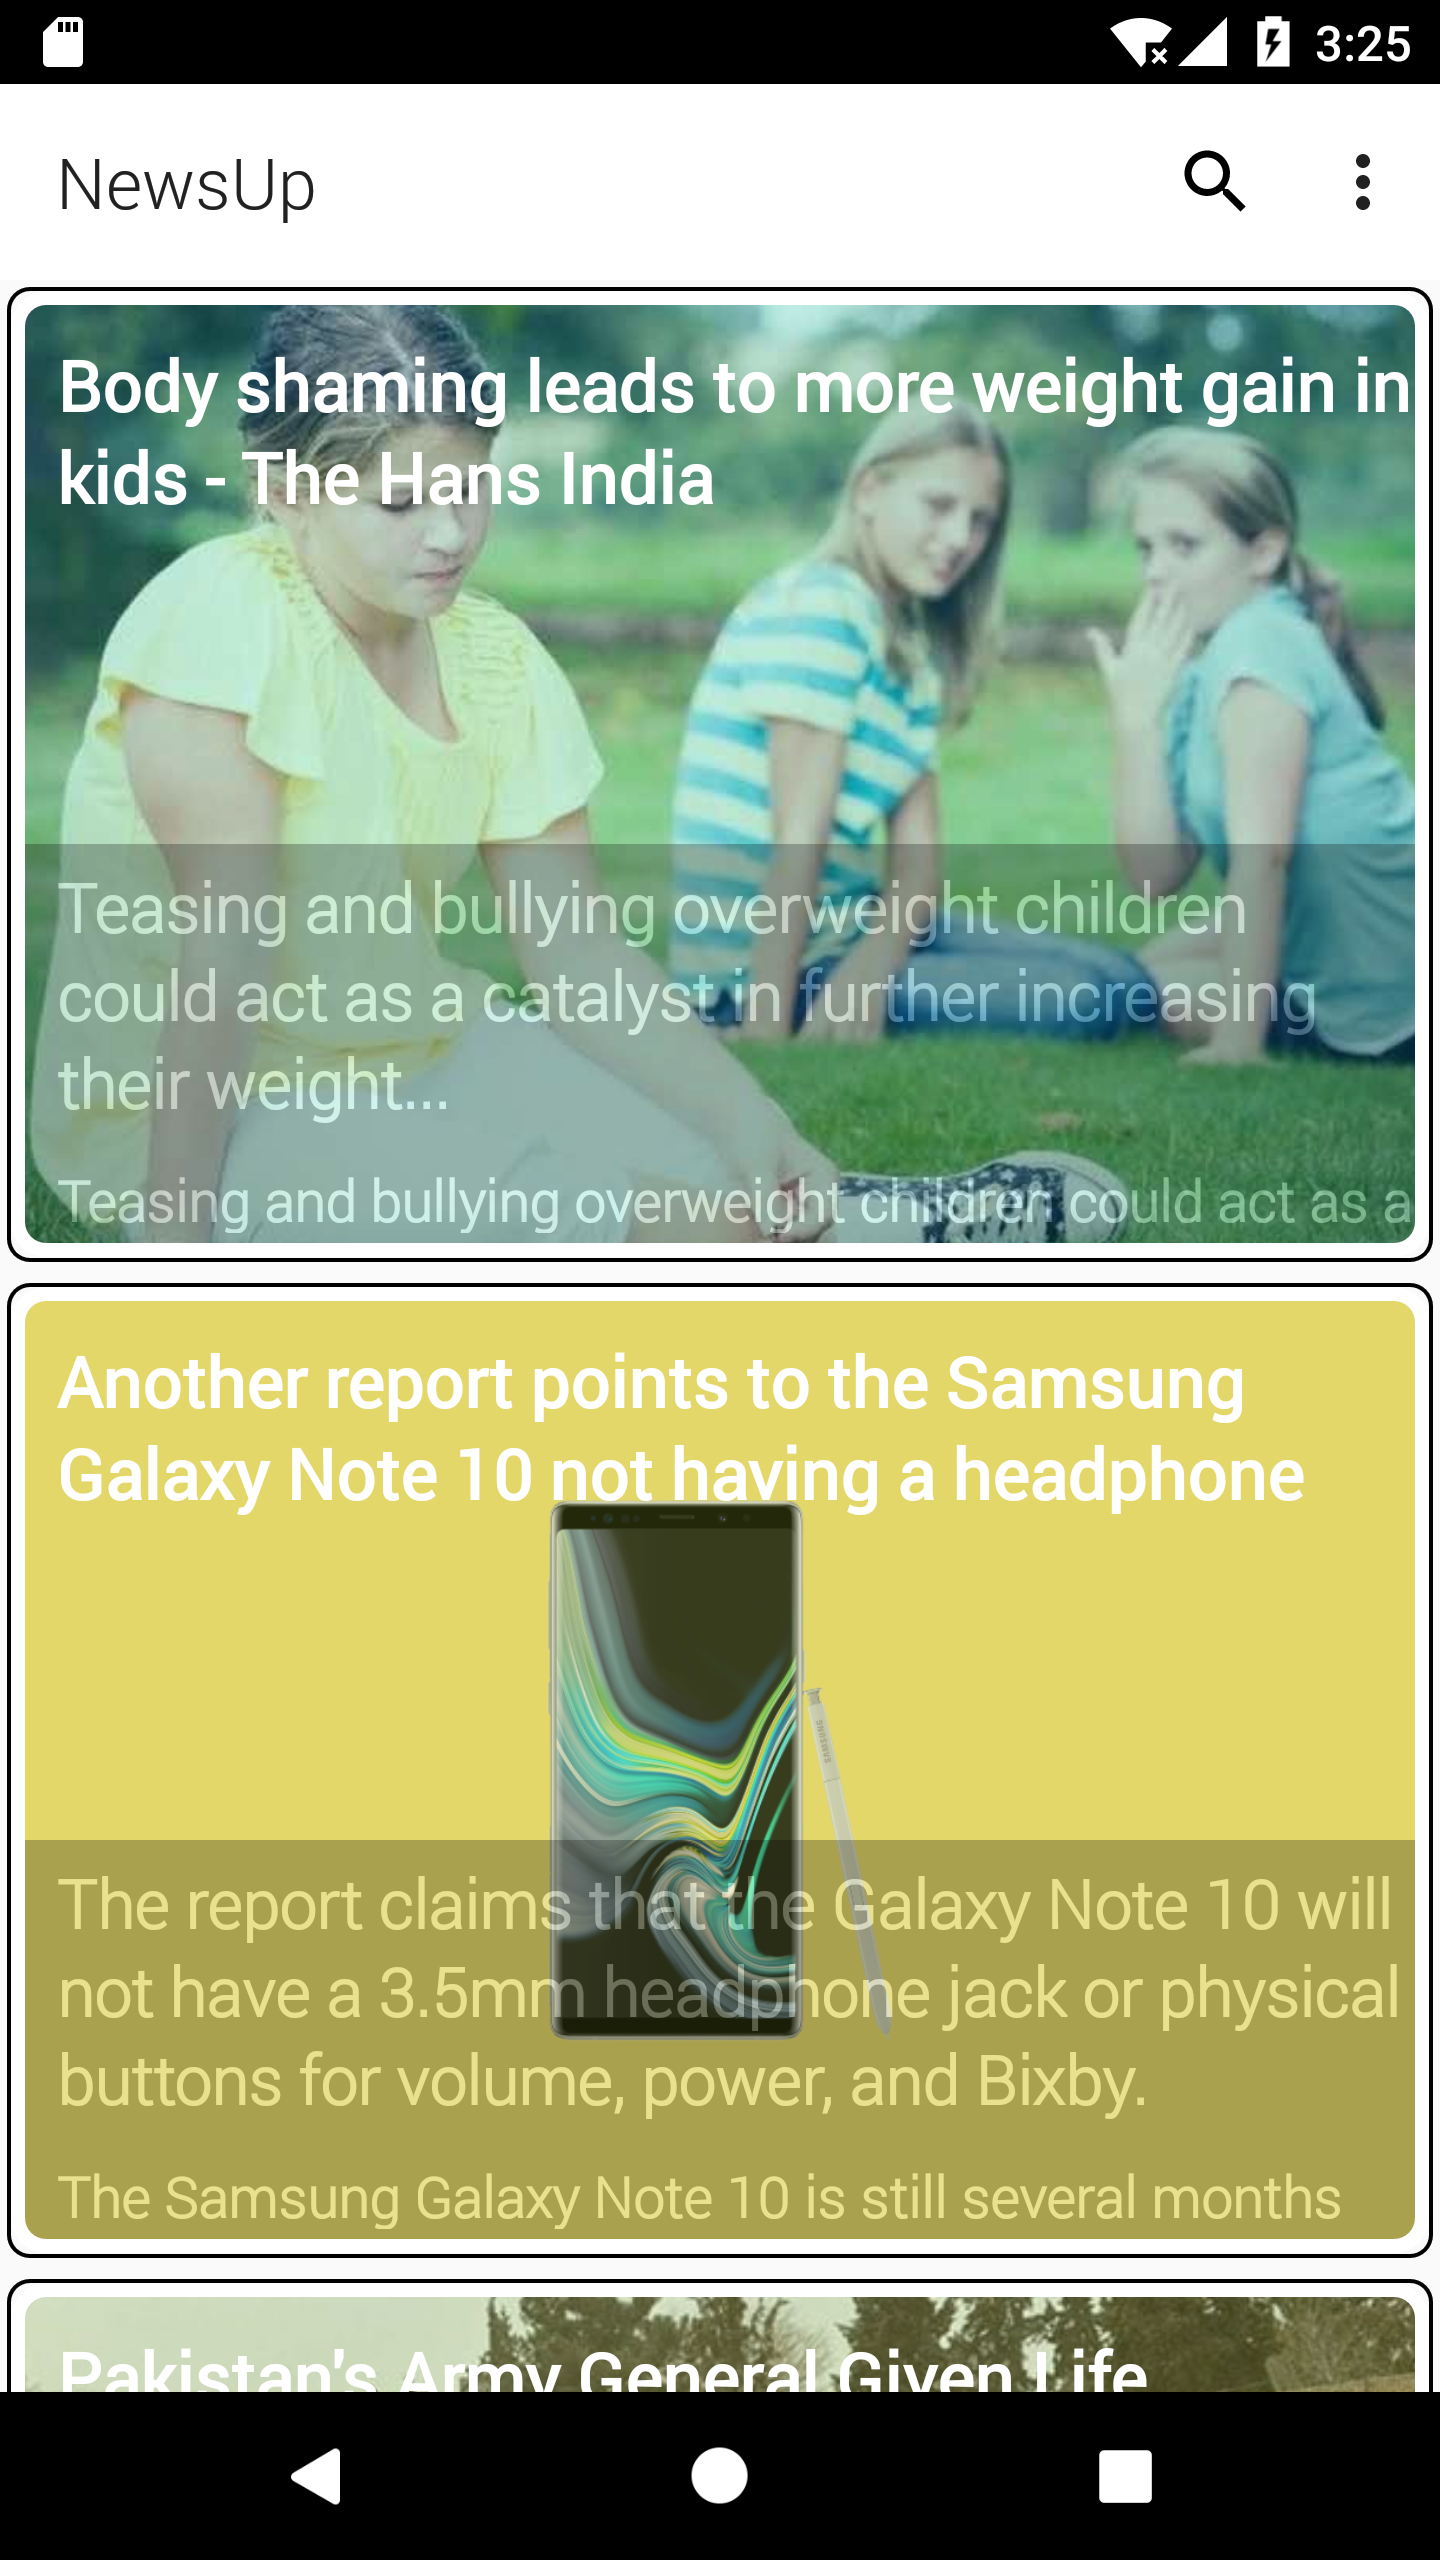 3:25
NewsUp
Body shaming leads to more weight gain in
kids - The Hans India
Teasing and bullying overweight children
could act as a catalyst in further increasing
their weight...
Teasing and bullying overweight children could act as a
Another report points to the Samsung
Galaxy Note 10 not having a headphone
SAMSUNG
The report claims that the Galaxy Note 10 will
not have a 3.5mm headphone jack or physical
buttons for volume, power, and Bixby.
The Samsung Galaxy Note 10 is still several months
Pakistan's Army General Given Life